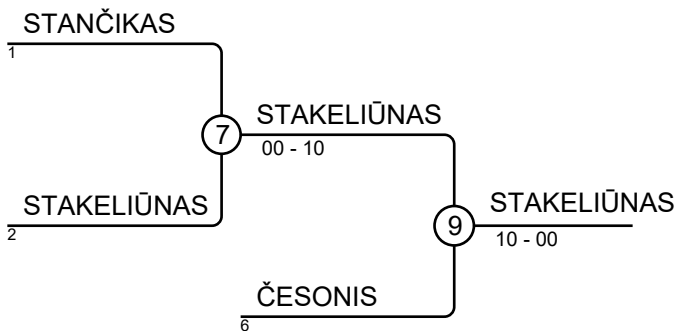 STANČIKAS
1
7
STAKELIŪNAS
00 - 10
STAKELIŪNAS
2
9
STAKELIŪNAS
10 - 00
ČESONIS
6